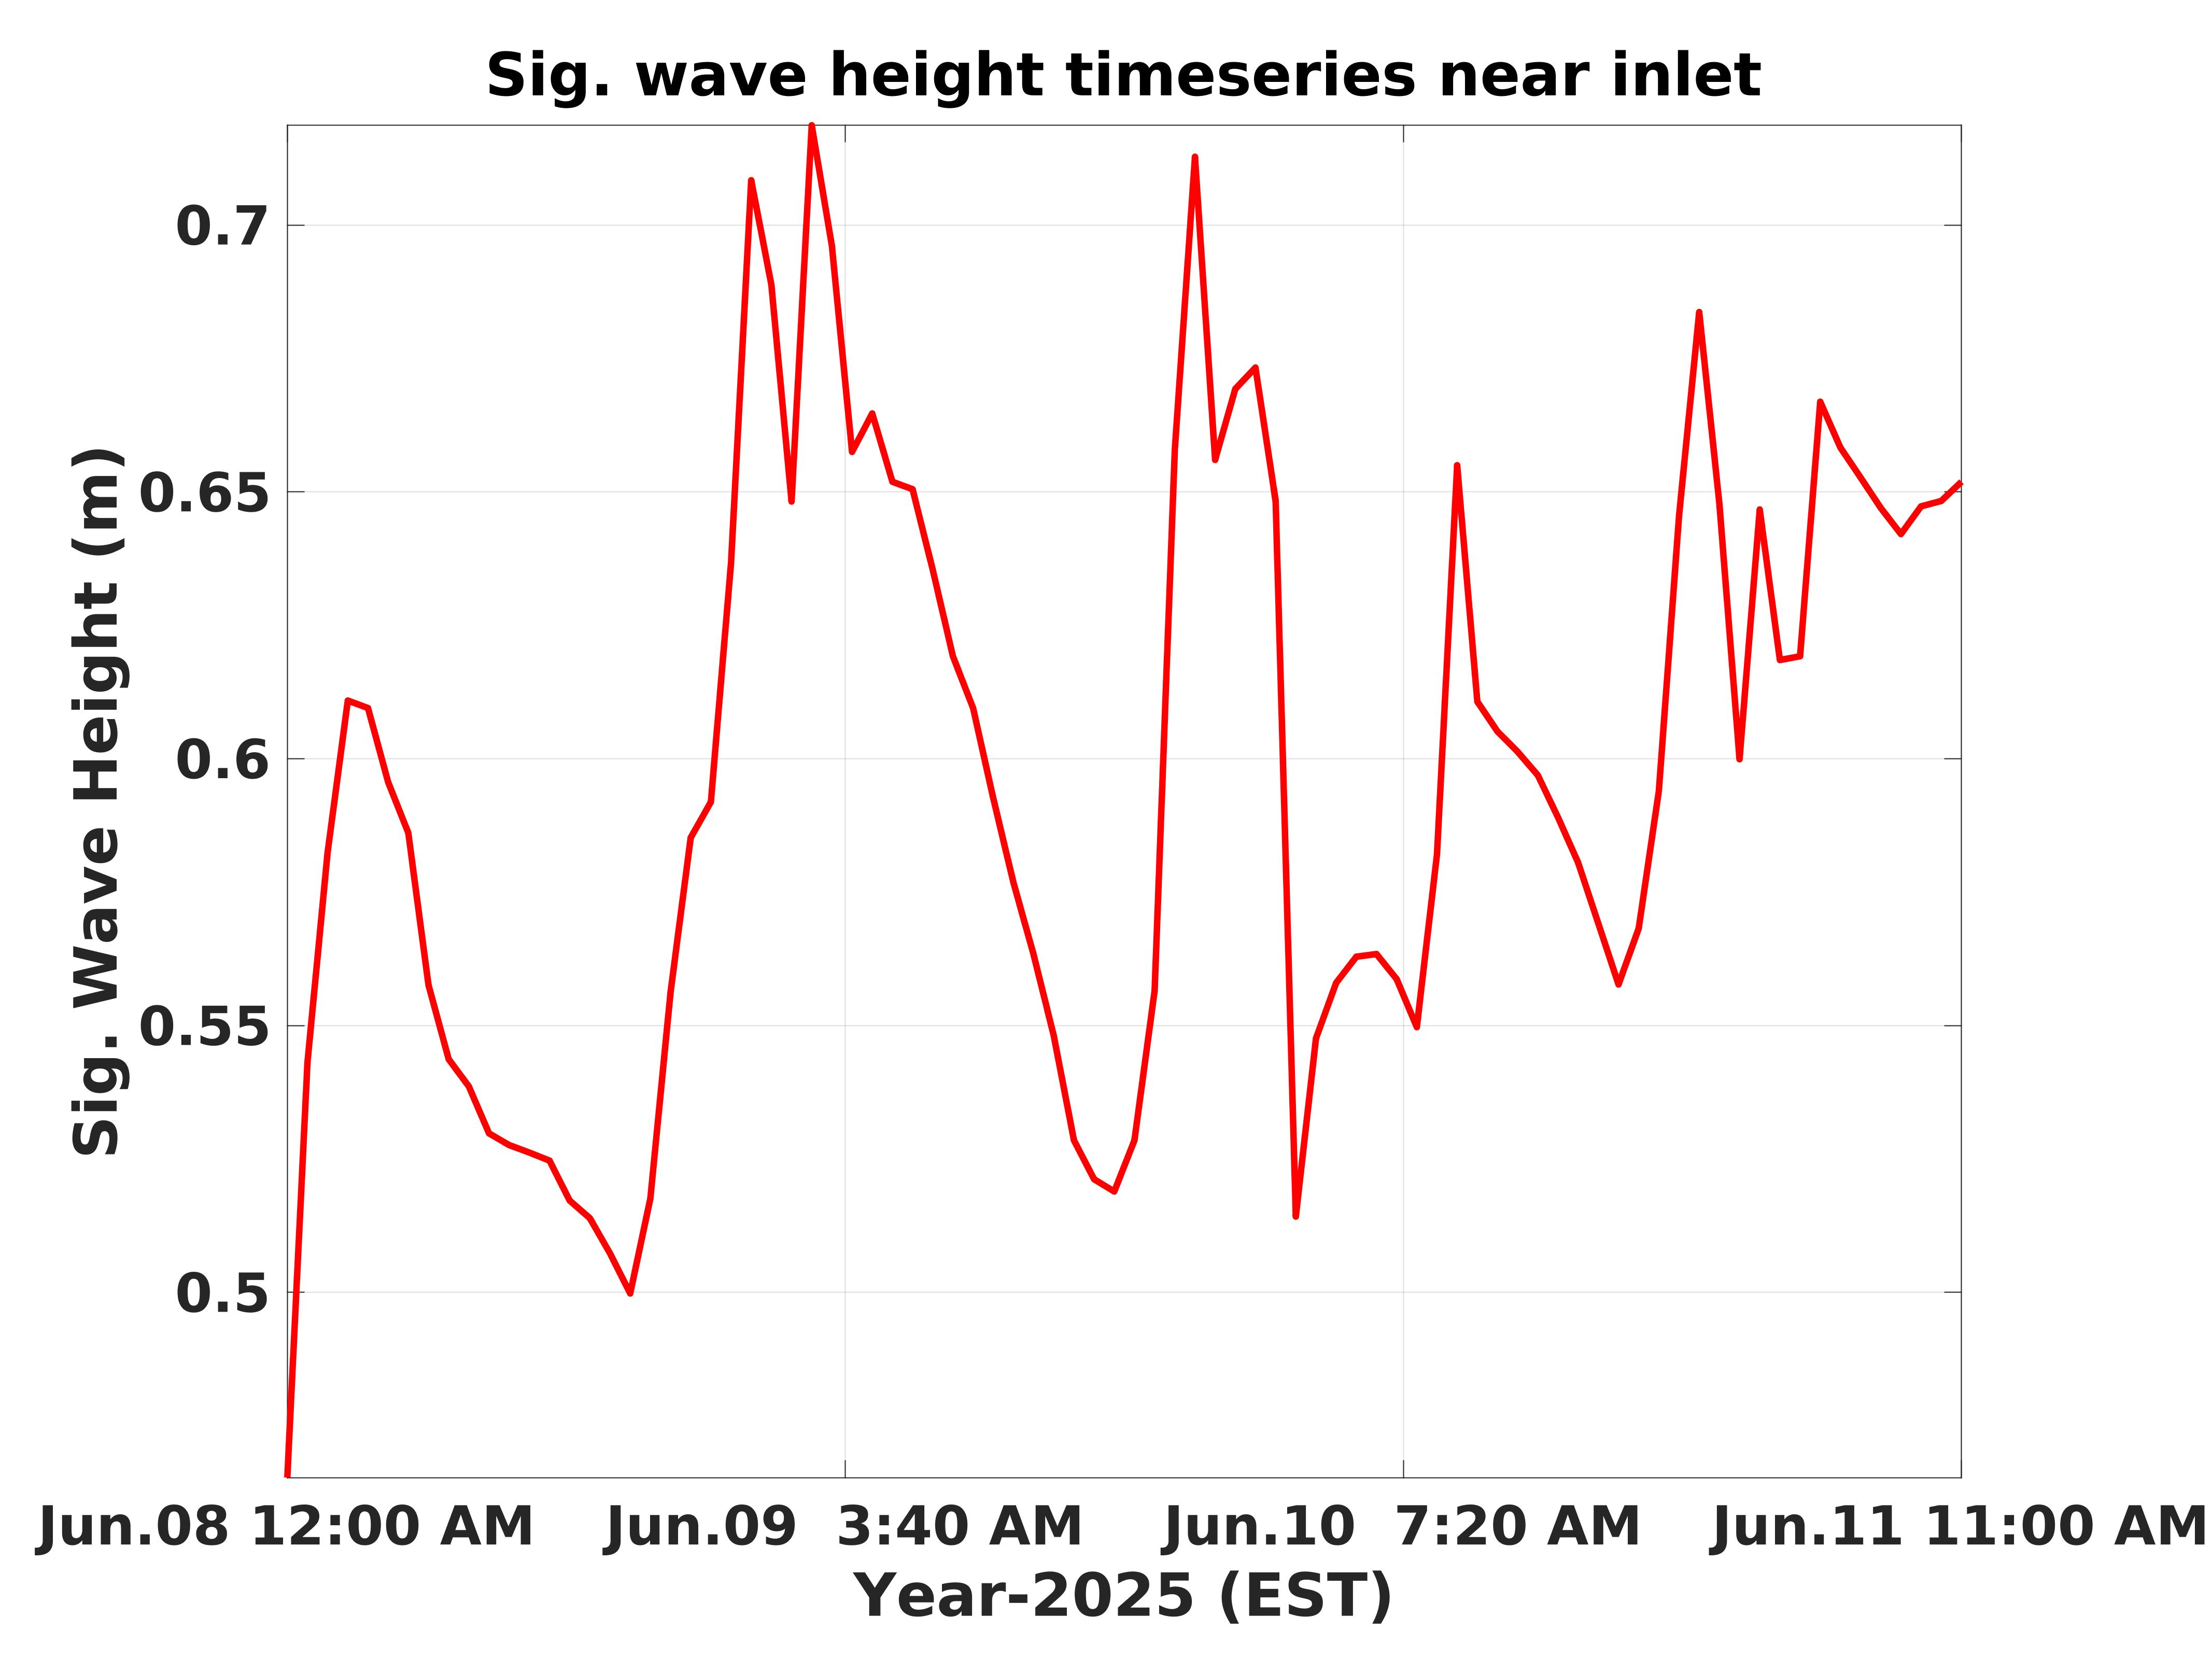 Sig. wave height timeseries near inlet
Sig. Wave Height (m)
0.7
0.65
0.6
0.55
0.5
Jun.08 12:00 AM Jun.09 3:40 AM Jun.10 7:20 AM Jun.11 11:00 AM
Year-2025 (EST)